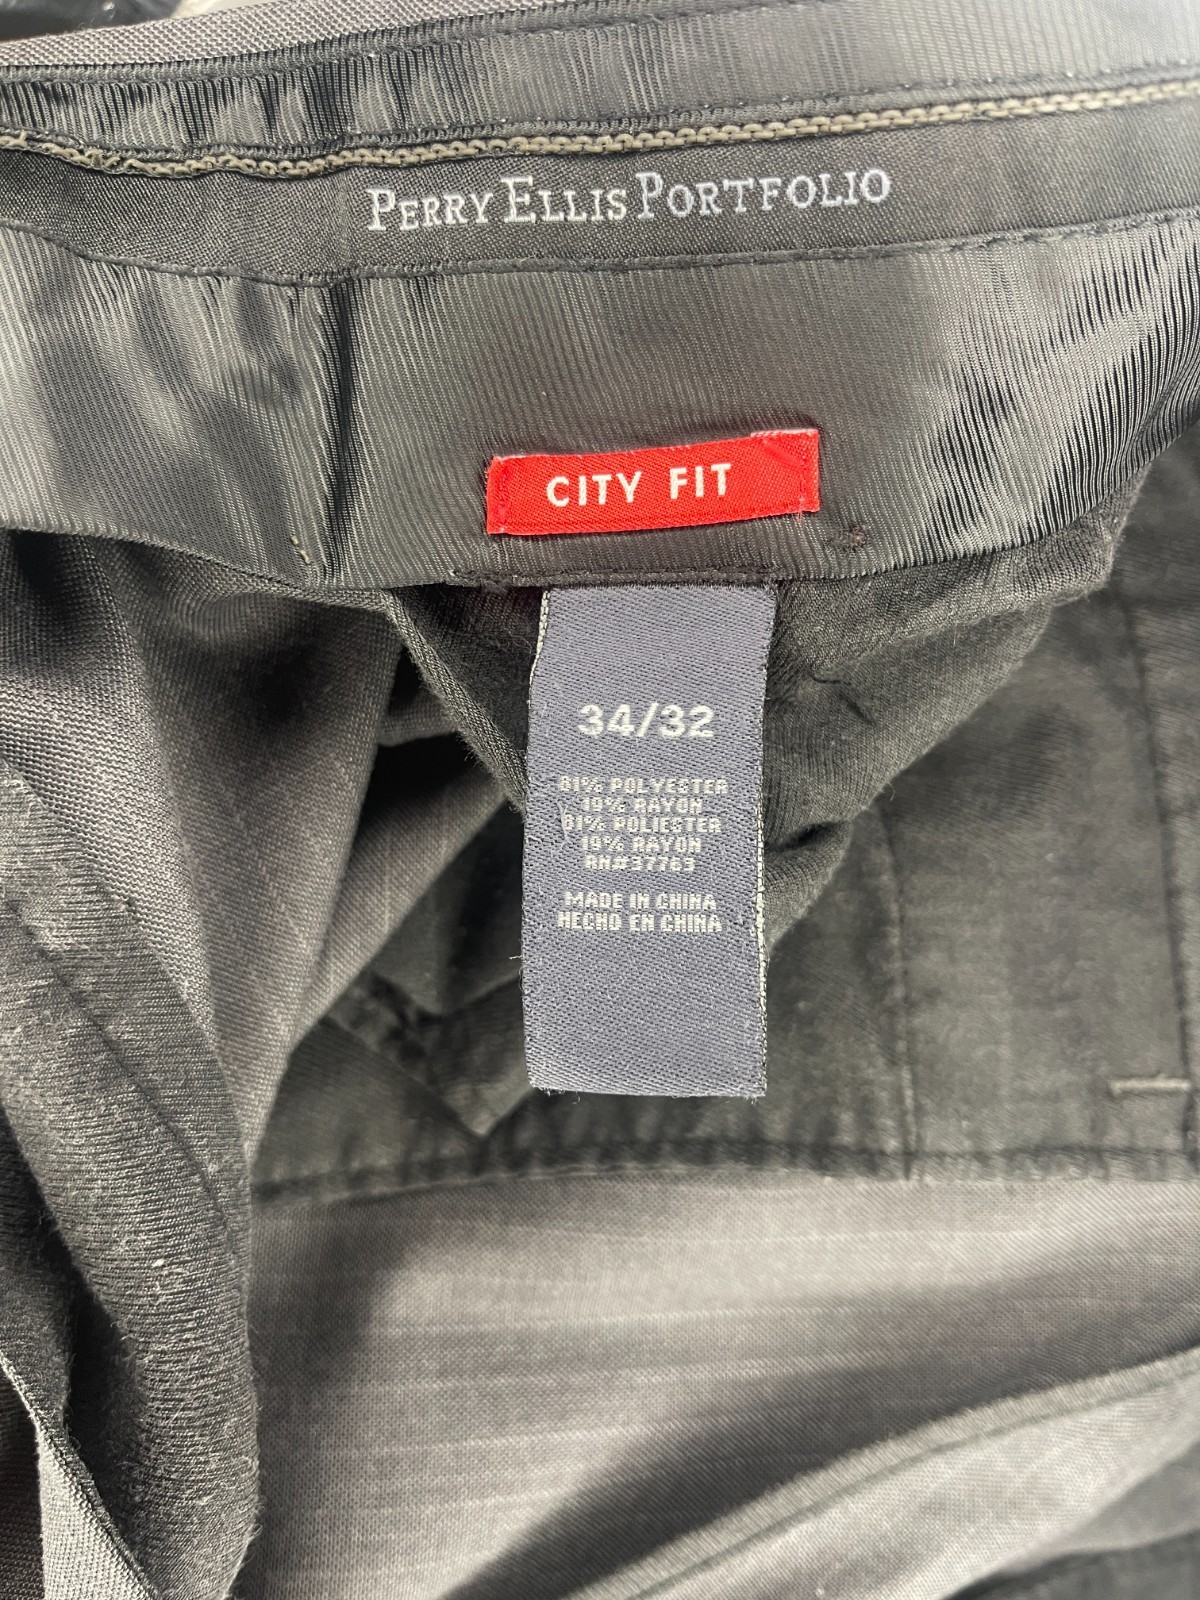 PERRY ELLIS PORTFOLIO
CITY FIT
34/32
81% POLYESTER
19% RAYON
81% POLIESTER
19% RAYON
RN#37763
MADE IN CHINA
HECHO EN CHINA